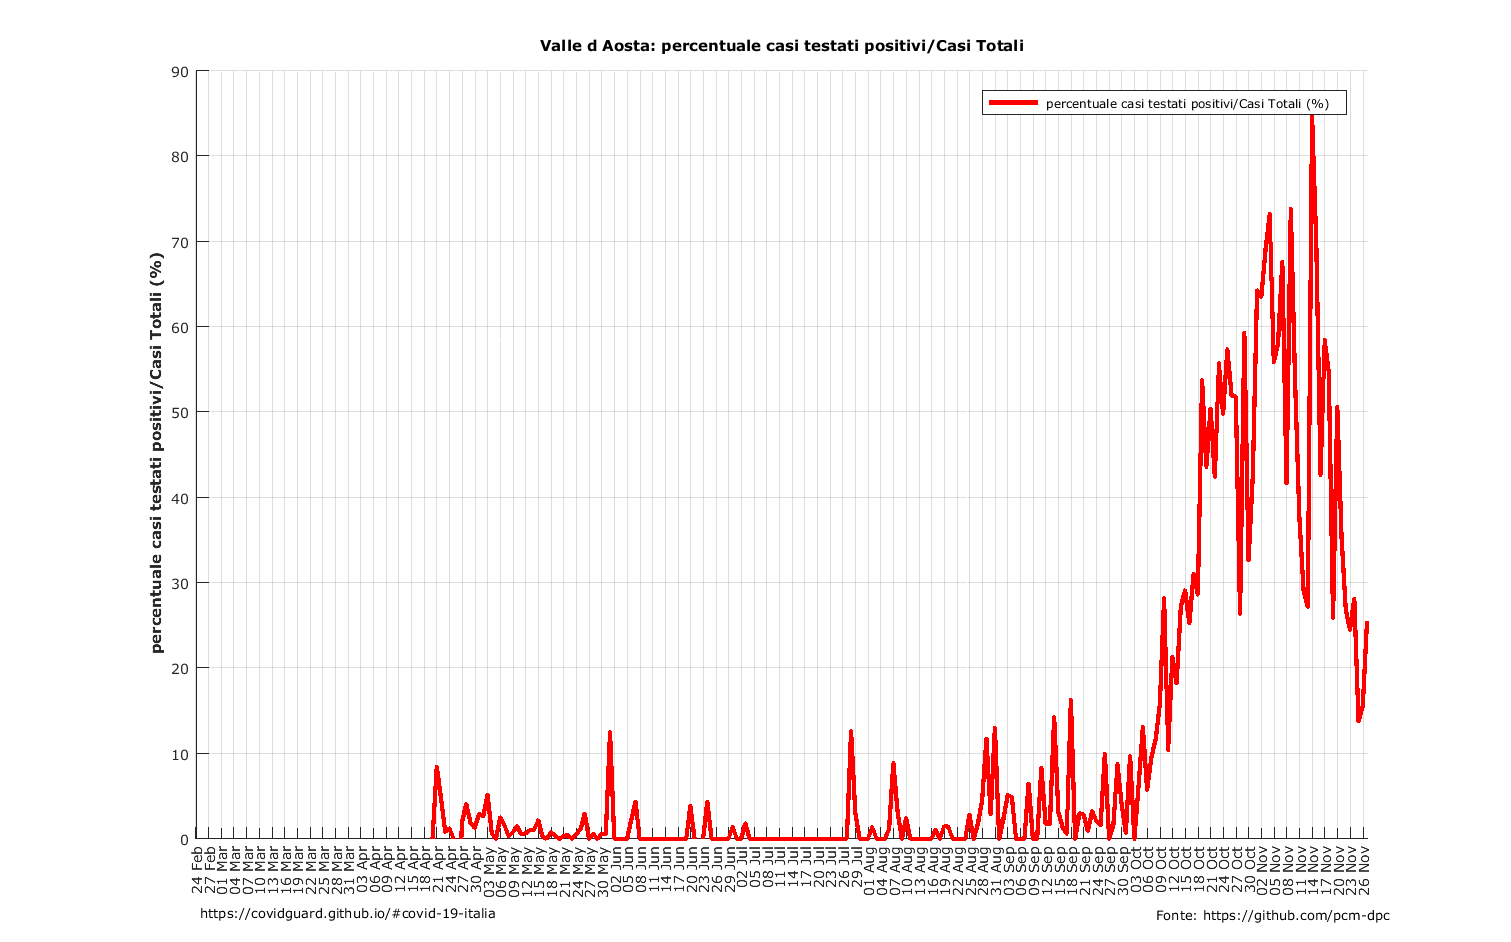 Valle d Aosta: percentuale casi testati positivi/Casi Totali
percentuale casi testati positivi/Casi Totali (%)
percentuale casi testati positivi/Casi Totali (%)
90
80
70
60
50
40
30
20
10
0
24 Feb
27 Feb
01 Mar
04 Mar
07 Mar
10 Mar
13 Mar
16 Mar
19 Mar
22 Mar
25 Mar
28 Mar
31 Mar
03 Apr
06 Apr
09 Apr
12 Apr
15 Apr
18 Apr
21 Apr
24 Apr
27 Apr
30 Apr
03 May
06 May
09 May
12 May
15 May
18 May
21 May
24 May
27 May
30 May
02 Jun
05 Jun
08 Jun
11 Jun
14 Jun
17 Jun
20 Jun
23 Jun
26 Jun
29 Jun
02 Jul
05 Jul
08 Jul
11 Jul
14 Jul
17 Jul
20 Jul
23 Jul
26 Jul
29 Jul
01 Aug
04 Aug
07 Aug
10 Aug
13 Aug
16 Aug
19 Aug
22 Aug
25 Aug
28 Aug
31 Aug
03 Sep
06 Sep
09 Sep
12 Sep
15 Sep
18 Sep
21 Sep
24 Sep
27 Sep
30 Sep
03 Oct
06 Oct
09 Oct
12 Oct
15 Oct
18 Oct
21 Oct
24 Oct
27 Oct
30 Oct
02 Nov
05 Nov
08 Nov
11 Nov
14 Nov
17 Nov
20 Nov
23 Nov
26 Nov
https://covidguard.github.io/#covid-19-italia
Fonte: https://github.com/pcm-dpc